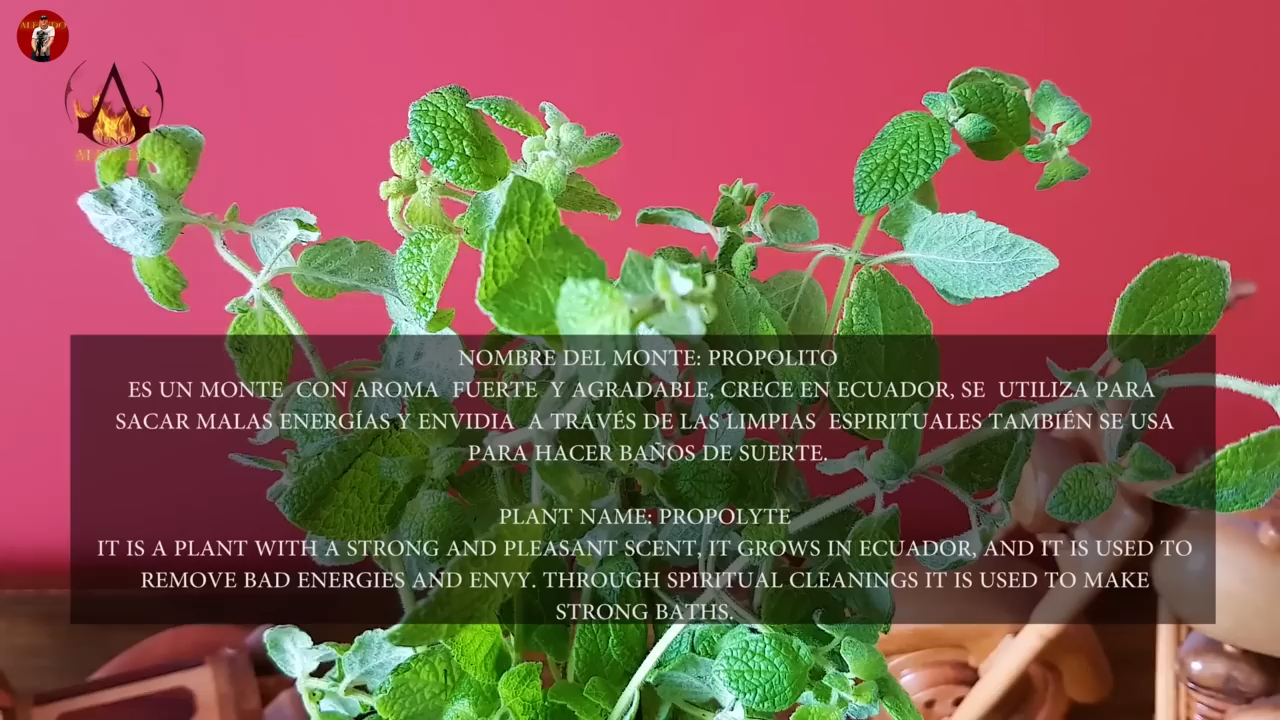 UNO
NOMBRE DEL MONTE: PROPOLITO
ES UN MONTE CON AROMA FUERTE Y AGRADABLE, CRECE EN ECUADOR, SE UTILIZA PARA
SACAR MALAS ENERGÍAS Y ENVIDIA A TRAVÉS DE LAS LIMPIAS ESPIRITUALES TAMBIÉN SE USA
PARA HACER BAÑOS DE SUERTE.
PLANT NAME: PROPOLYTE
IT IS A PLANT WITH A STRONG AND PLEASANT SCENT, IT GROWS IN ECUADOR, AND IT IS USED TO
REMOVE BAD ENERGIES AND ENVY. THROUGH SPIRITUAL CLEANINGS IT IS USED TO MAKE
STRONG BATHS.